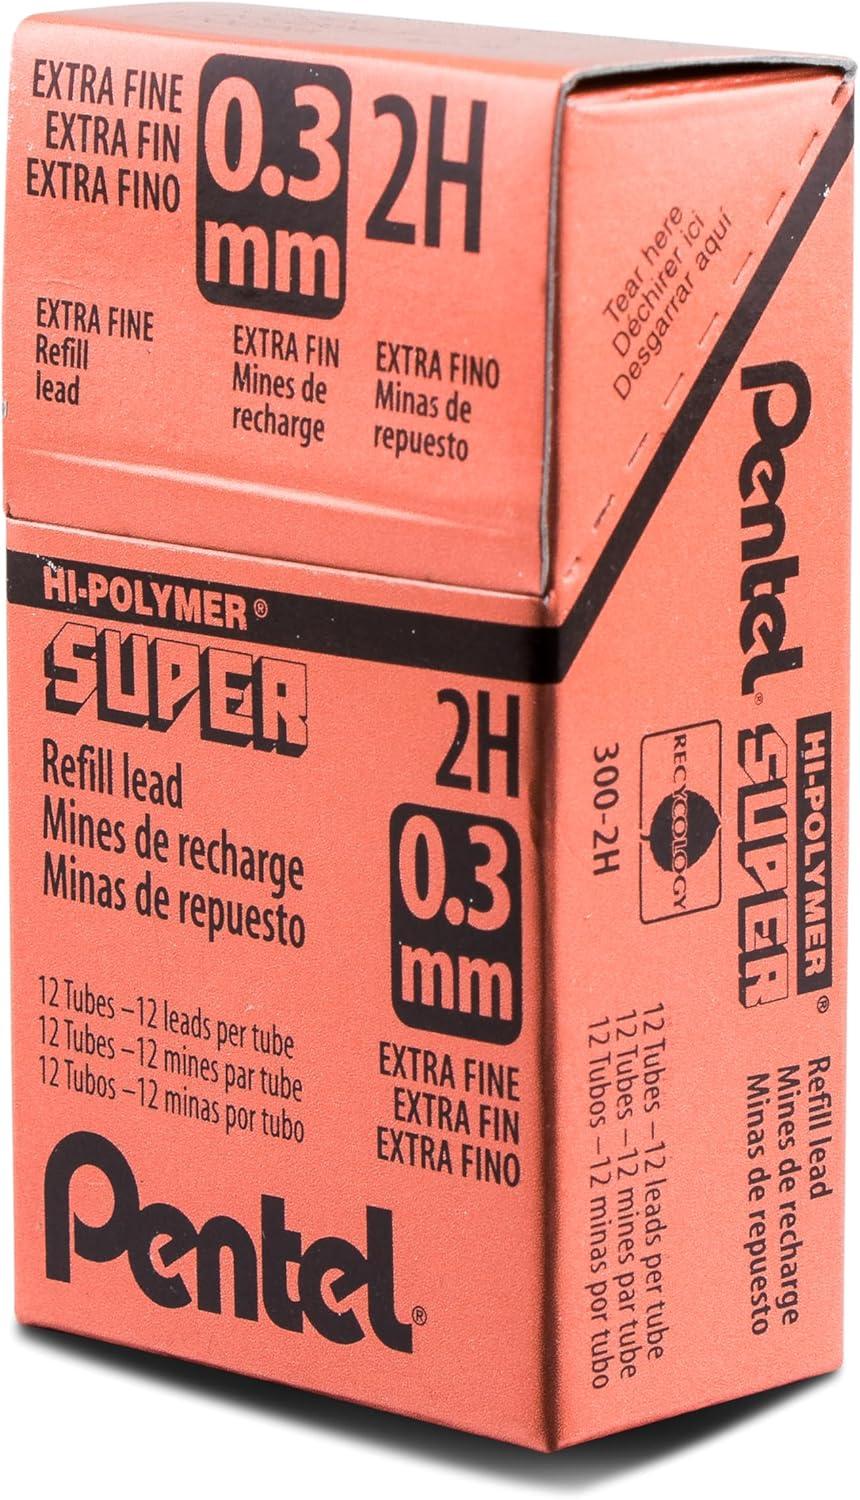 EXTRA FINE
EXTRA FIN
EXTRA FINO
0.3
mm
2H
EXTRA FINE
Refill
lead
EXTRA FIN
Mines de
recharge
EXTRA FINO
Minas de
repuesto
HI-POLYMER®
SUPER
Refill lead
Mines de recharge
Minas de repuesto
2H
0.3
mm
EXTRA FINE
EXTRA FIN
EXTRA FINO
12 Tubes –12 leads per tube
12 Tubes –12 mines par tube
12 Tubos –12 minas por tubo
Pentel®
Tear here
Déchirer ici
Desgarrar aquí
Pentel®
HI-POLYMER®
SUPER
RECYCOLOGY
300-2H
Refill lead
Mines de recharge
Minas de repuesto
12 Tubes –12 leads per tube
12 Tubes –12 mines par tube
12 Tubos –12 minas por tubo